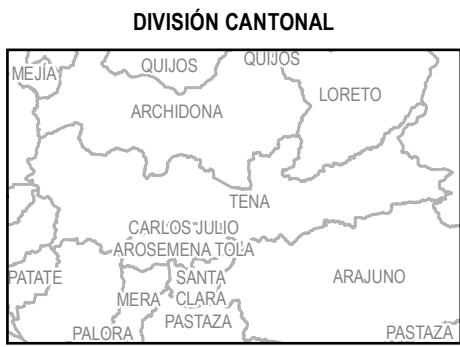 DIVISIÓN CANTONAL
MEJÍA
QUIJOS
QUIJOS
LORETO
ARCHIDONA
TENA
CARLOS JULIO
AROSEMENA TOLA
PATATE
SANTA
CLARA
ARAJUNO
MERA
PASTAZA
PALORA
PASTAZA